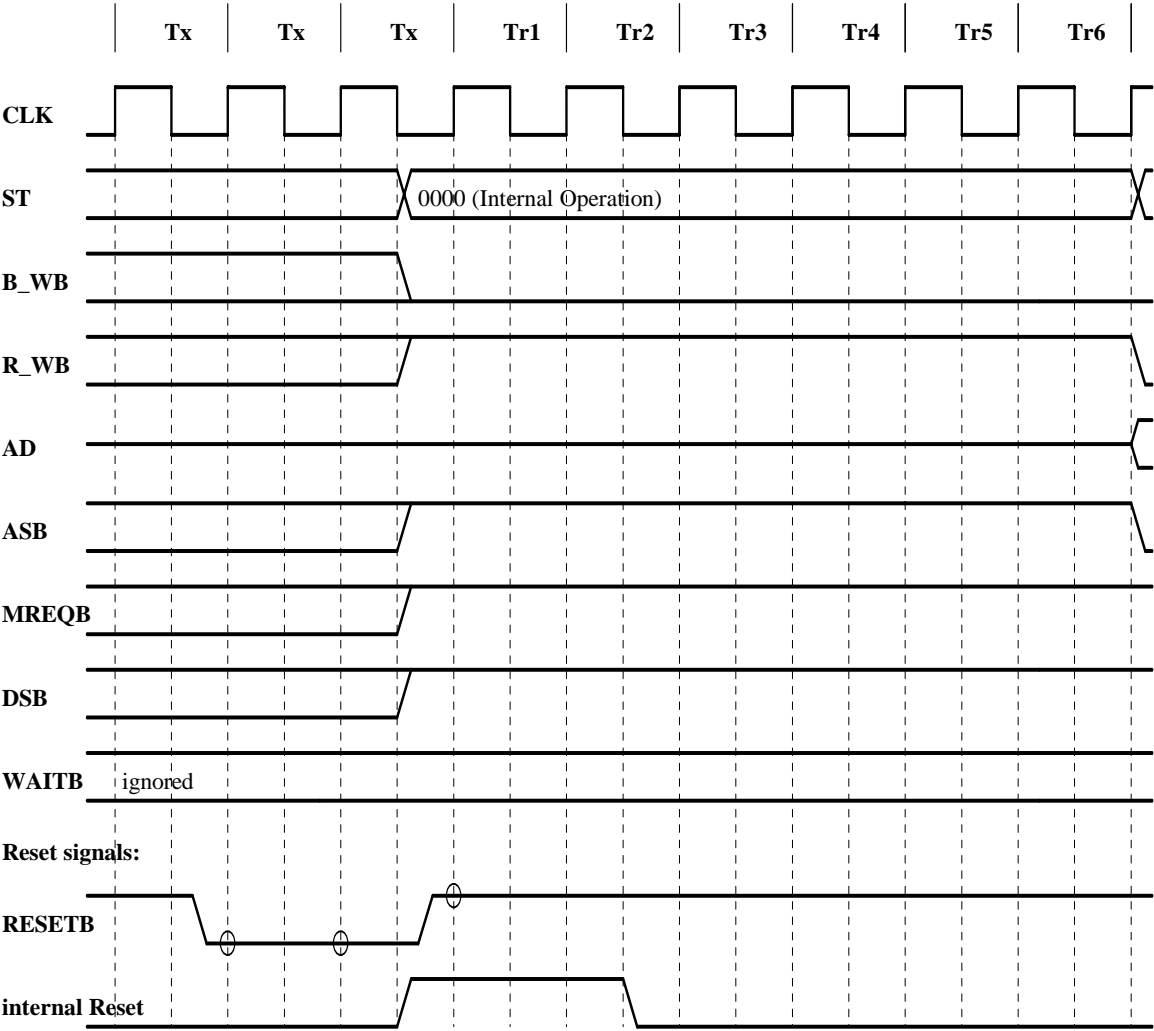 Tx Tx Tx Tr1 Tr2 Tr3 Tr4 Tr5 Tr6
CLK
ST 0000 (Internal Operation)
B_WB
R_WB
AD
ASB
MREQB
DSB
WAITB ignored
Reset signals:
RESETB
internal Reset